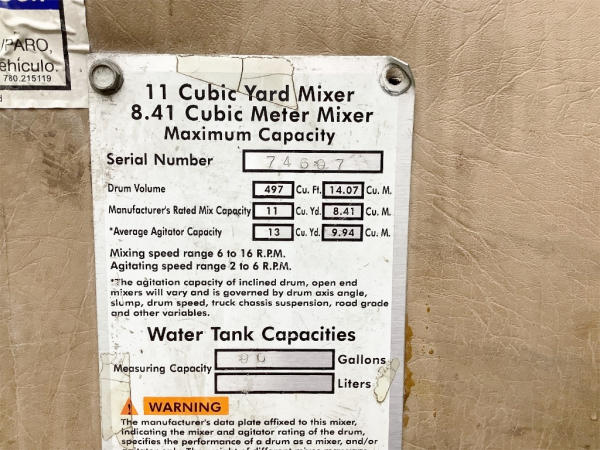 /PARO,
ehículo.
780.215119
11 Cubic Yard Mixer
8.41 Cubic Meter Mixer
Maximum Capacity
Serial Number 74607
Drum Volume 497 Cu. Ft. 14.07 Cu. M.
Manufacturer's Rated Mix Capacity 11 Cu. Yd. 8.41 Cu. M.
*Average Agitator Capacity 13 Cu. Yd. 9.94 Cu. M.
Mixing speed range 6 to 16 R.P.M.
Agitating speed range 2 to 6 R.P.M.
*The agitation capacity of inclined drum, open end
mixers will vary and is governed by drum axis angle,
slump, drum speed, truck chassis suspension, road grade
and other variables.
Water Tank Capacities
Measuring Capacity Gallons
Liters
WARNING
The manufacturer's data plate affixed to this mixer,
indicating the mixer and agitator rating of the drum,
specifies the performance of a drum as a mixer, and/or